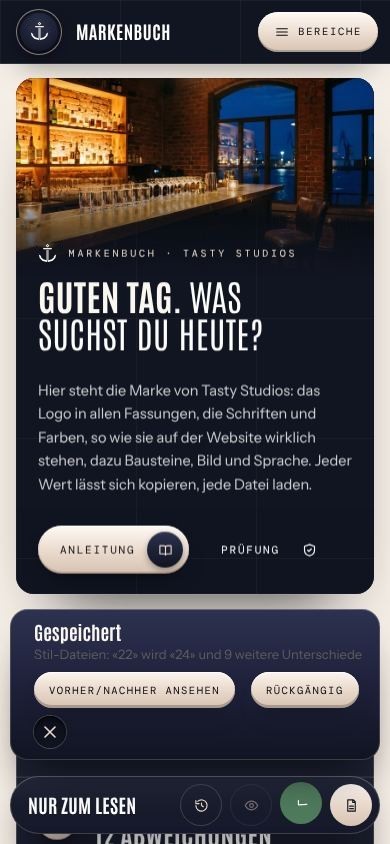 MARKENBUCH
BEREICHE
MARKENBUCH · TASTY STUDIOS
GUTEN TAG. WAS
SUCHST DU HEUTE?
Hier steht die Marke von Tasty Studios: das
Logo in allen Fassungen, die Schriften und
Farben, so wie sie auf der Website wirklich
stehen, dazu Bausteine, Bild und Sprache. Jeder
Wert lässt sich kopieren, jede Datei laden.
ANLEITUNG
PRÜFUNG
Gespeichert
Stil-Dateien: «22» wird «24» und 9 weitere Unterschiede
VORHER/NACHHER ANSEHEN
RÜCKGÄNGIG
NUR ZUM LESEN
12 ABWEICHUNGEN